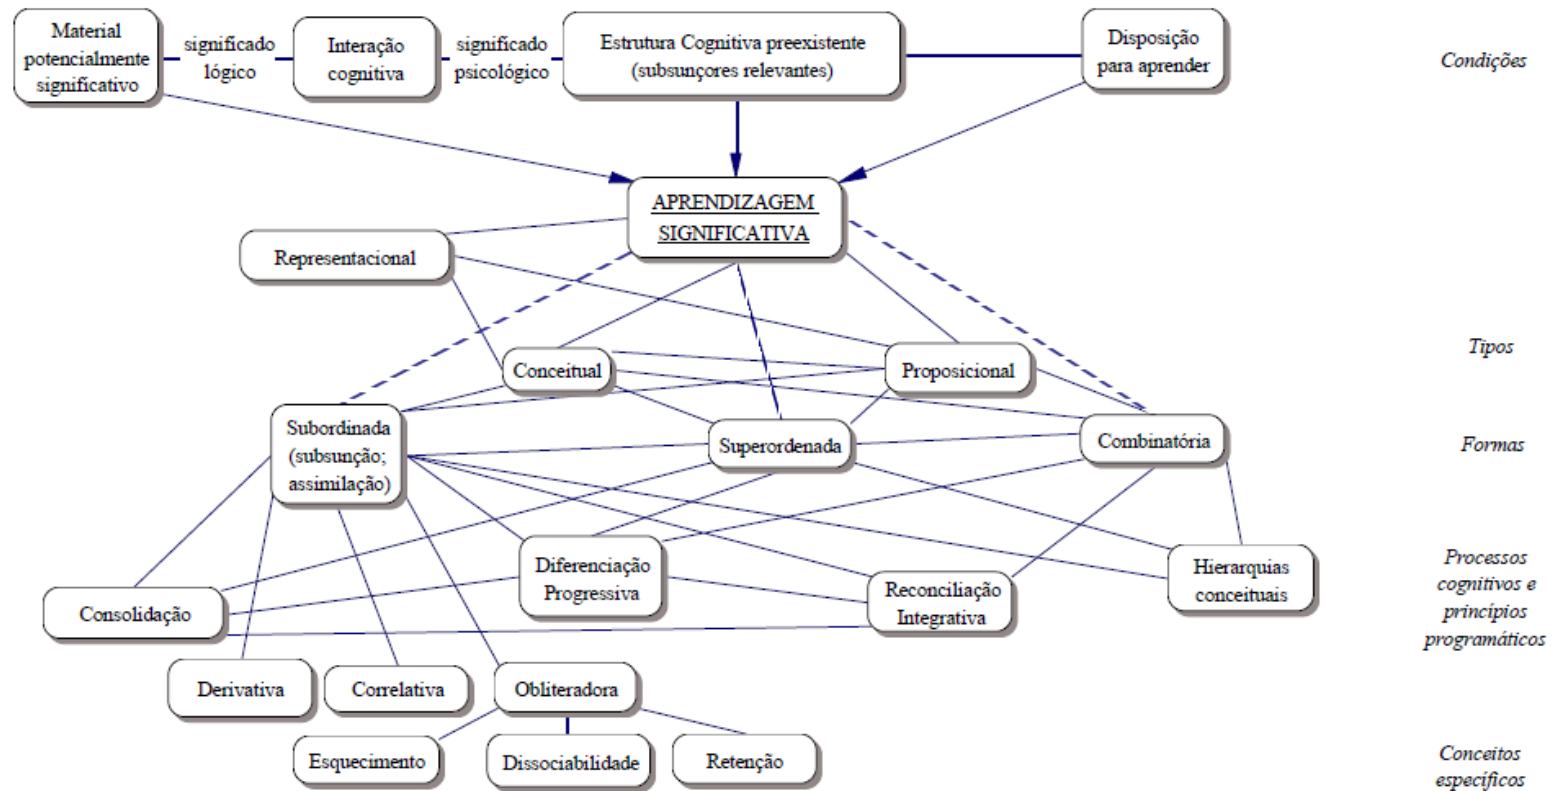 Material
potencialmente
significativo
significado
lógico
Interação
cognitiva
significado
psicológico
Estrutura Cognitiva preexistente
(subsunçores relevantes)
Disposição
para aprender
Condições
APRENDIZAGEM
SIGNIFICATIVA
Representacional
Conceitual
Proposicional
Tipos
Subordinada
(subsunção;
assimilação)
Superordenada
Combinatória
Formas
Consolidação
Diferenciação
Progressiva
Reconciliação
Integrativa
Hierarquias
conceituais
Processos
cognitivos e
princípios
programáticos
Derivativa
Correlativa
Obliteradora
Esquecimento
Dissociabilidade
Retenção
Conceitos
específicos